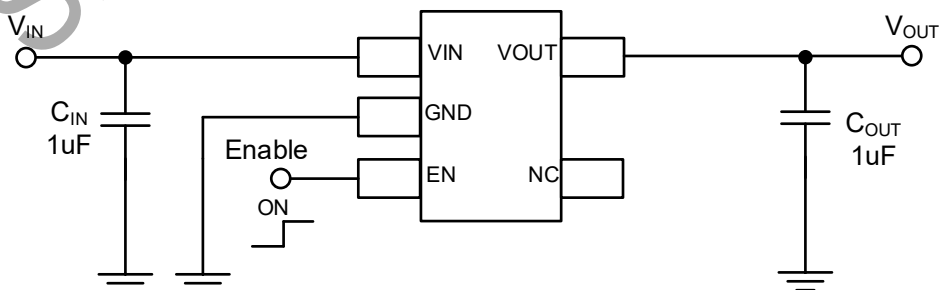 VIN
VOUT
VIN VOUT
CIN
1uF
GND
COUT
1uF
Enable
EN NC
ON